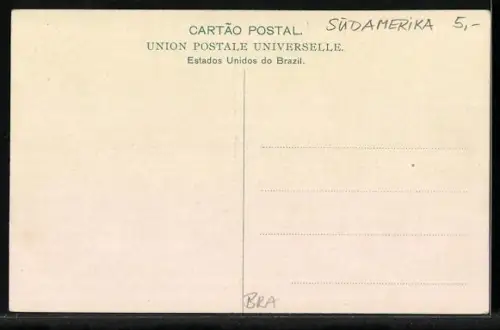 SÜDAMERIKA 5,-
CARTÃO POSTAL.
UNION POSTALE UNIVERSELLE.
Estados Unidos do Brazil.
BRA